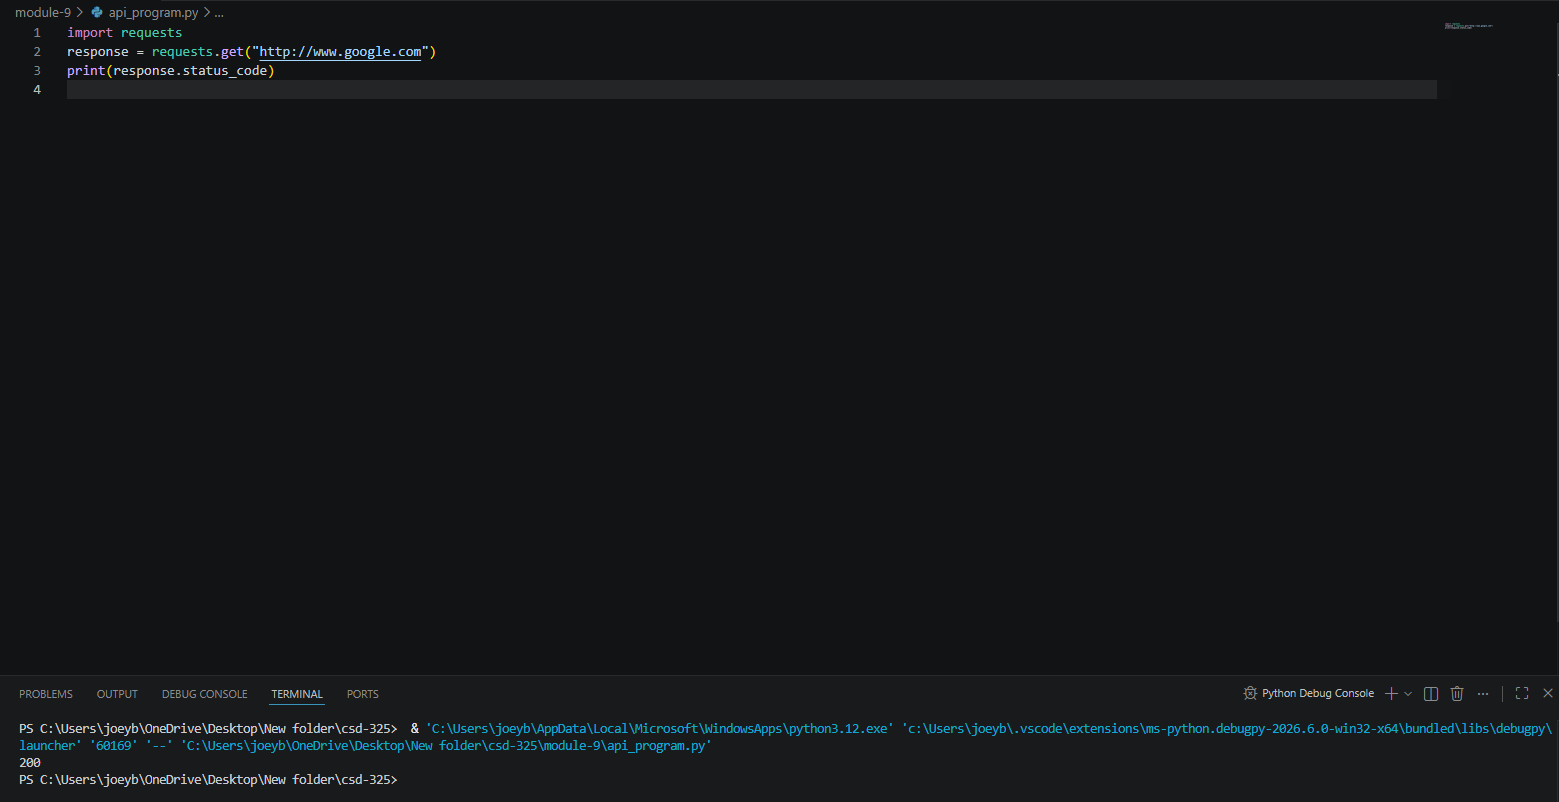 module-9 > api_program.py > ...
1 import requests
2 response = requests.get("http://www.google.com")
3 print(response.status_code)
4
PROBLEMS OUTPUT DEBUG CONSOLE TERMINAL PORTS Python Debug Console
PS C:\Users\joeyb\OneDrive\Desktop\New folder\csd-325>  & 'C:\Users\joeyb\AppData\Local\Microsoft\WindowsApps\python3.12.exe' 'c:\Users\joeyb\.vscode\extensions\ms-python.debugpy-2026.6.0-win32-x64\bundled\libs\debugpy\
launcher' '60169' '--' 'C:\Users\joeyb\OneDrive\Desktop\New folder\csd-325\module-9\api_program.py'
200
PS C:\Users\joeyb\OneDrive\Desktop\New folder\csd-325>